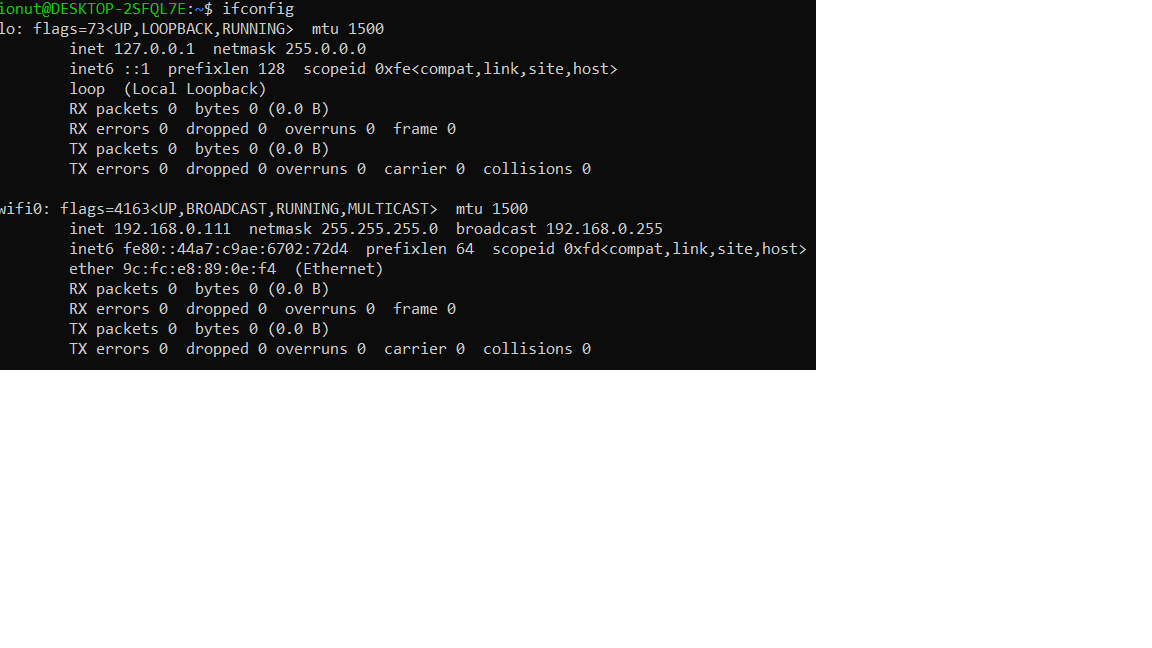 ionut@DESKTOP-2SFQL7E:~$ ifconfig
lo: flags=73<UP,LOOPBACK,RUNNING>  mtu 1500
        inet 127.0.0.1  netmask 255.0.0.0
        inet6 ::1  prefixlen 128  scopeid 0xfe<compat,link,site,host>
        loop  (Local Loopback)
        RX packets 0  bytes 0 (0.0 B)
        RX errors 0  dropped 0  overruns 0  frame 0
        TX packets 0  bytes 0 (0.0 B)
        TX errors 0  dropped 0 overruns 0  carrier 0  collisions 0

wifi0: flags=4163<UP,BROADCAST,RUNNING,MULTICAST>  mtu 1500
        inet 192.168.0.111  netmask 255.255.255.0  broadcast 192.168.0.255
        inet6 fe80::44a7:c9ae:6702:72d4  prefixlen 64  scopeid 0xfd<compat,link,site,host>
        ether 9c:fc:e8:89:0e:f4  (Ethernet)
        RX packets 0  bytes 0 (0.0 B)
        RX errors 0  dropped 0  overruns 0  frame 0
        TX packets 0  bytes 0 (0.0 B)
        TX errors 0  dropped 0 overruns 0  carrier 0  collisions 0